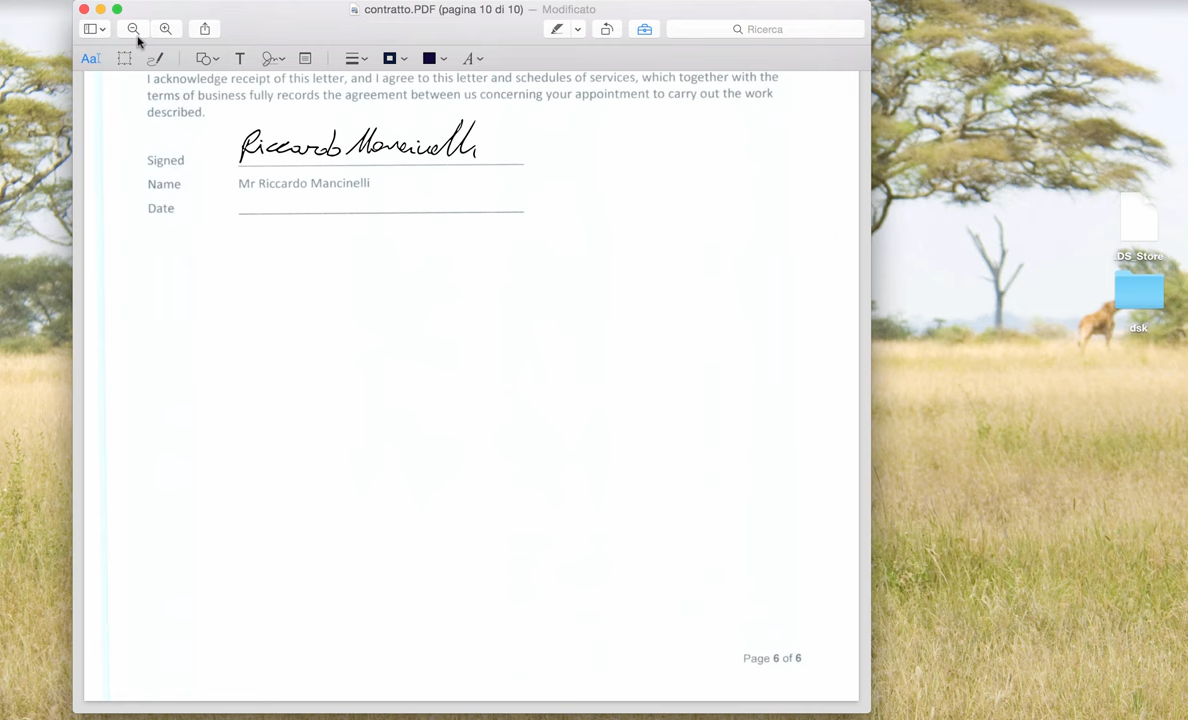 contratto.PDF (pagina 10 di 10) — Modificato
Ricerca
AaI T A
I acknowledge receipt of this letter, and I agree to this letter and schedules of services, which together with the
terms of business fully records the agreement between us concerning your appointment to carry out the work
described.
Signed Riccardo Mancinelli
Name Mr Riccardo Mancinelli
Date
Page 6 of 6
.DS_Store
dsk